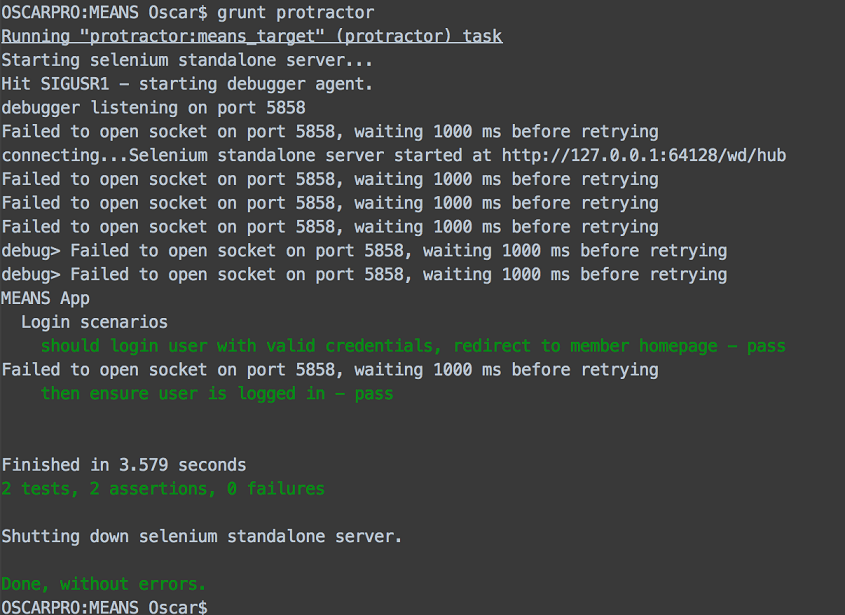 OSCARPRO:MEANS Oscar$ grunt protractor
Running "protractor:means_target" (protractor) task
Starting selenium standalone server...
Hit SIGUSR1 - starting debugger agent.
debugger listening on port 5858
Failed to open socket on port 5858, waiting 1000 ms before retrying
connecting...Selenium standalone server started at http://127.0.0.1:64128/wd/hub
Failed to open socket on port 5858, waiting 1000 ms before retrying
Failed to open socket on port 5858, waiting 1000 ms before retrying
Failed to open socket on port 5858, waiting 1000 ms before retrying
debug> Failed to open socket on port 5858, waiting 1000 ms before retrying
debug> Failed to open socket on port 5858, waiting 1000 ms before retrying
MEANS App
  Login scenarios
    should login user with valid credentials, redirect to member homepage - pass
Failed to open socket on port 5858, waiting 1000 ms before retrying
    then ensure user is logged in - pass
Finished in 3.579 seconds
2 tests, 2 assertions, 0 failures
Shutting down selenium standalone server.
Done, without errors.
OSCARPRO:MEANS Oscar$